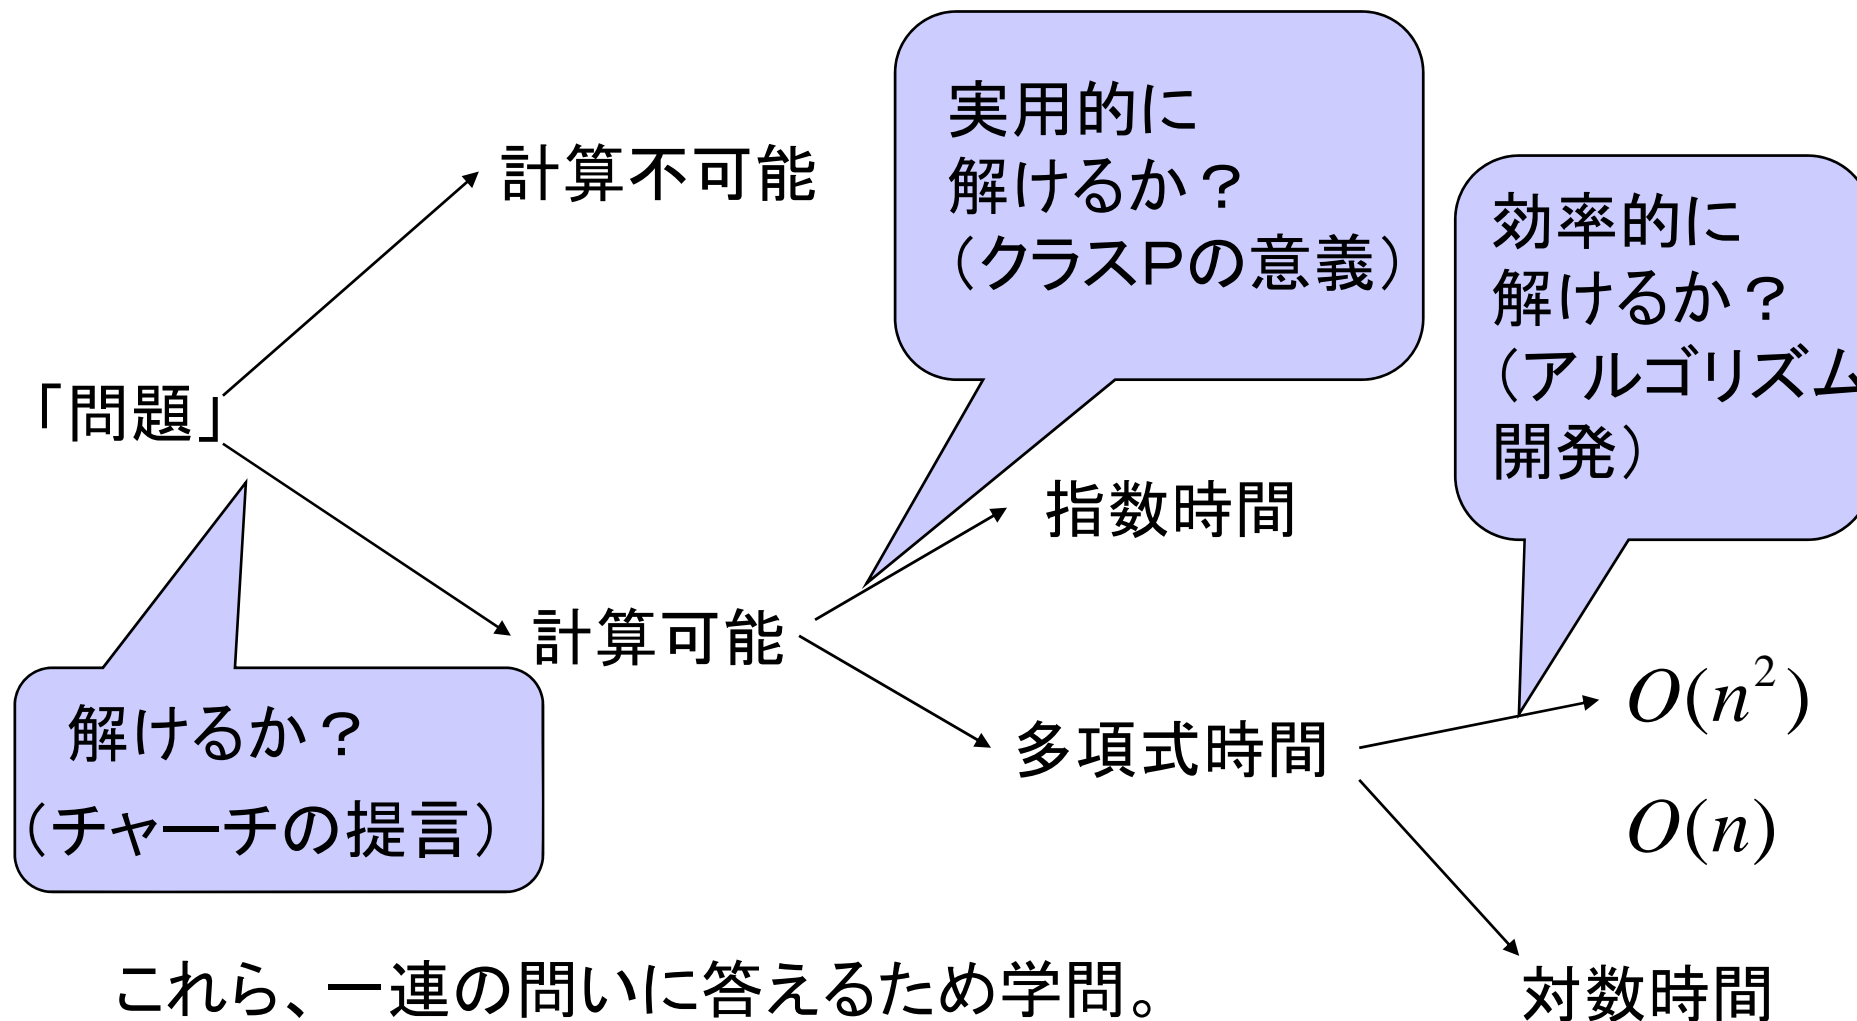 実用的に
解けるか？
（クラスＰの意義）
計算不可能
効率的に
解けるか？
（アルゴリズム
開発）
「問題」
指数時間
計算可能
解けるか？
（チャーチの提言）
多項式時間
O(n²)
O(n)
対数時間
これら、一連の問いに答えるため学問。